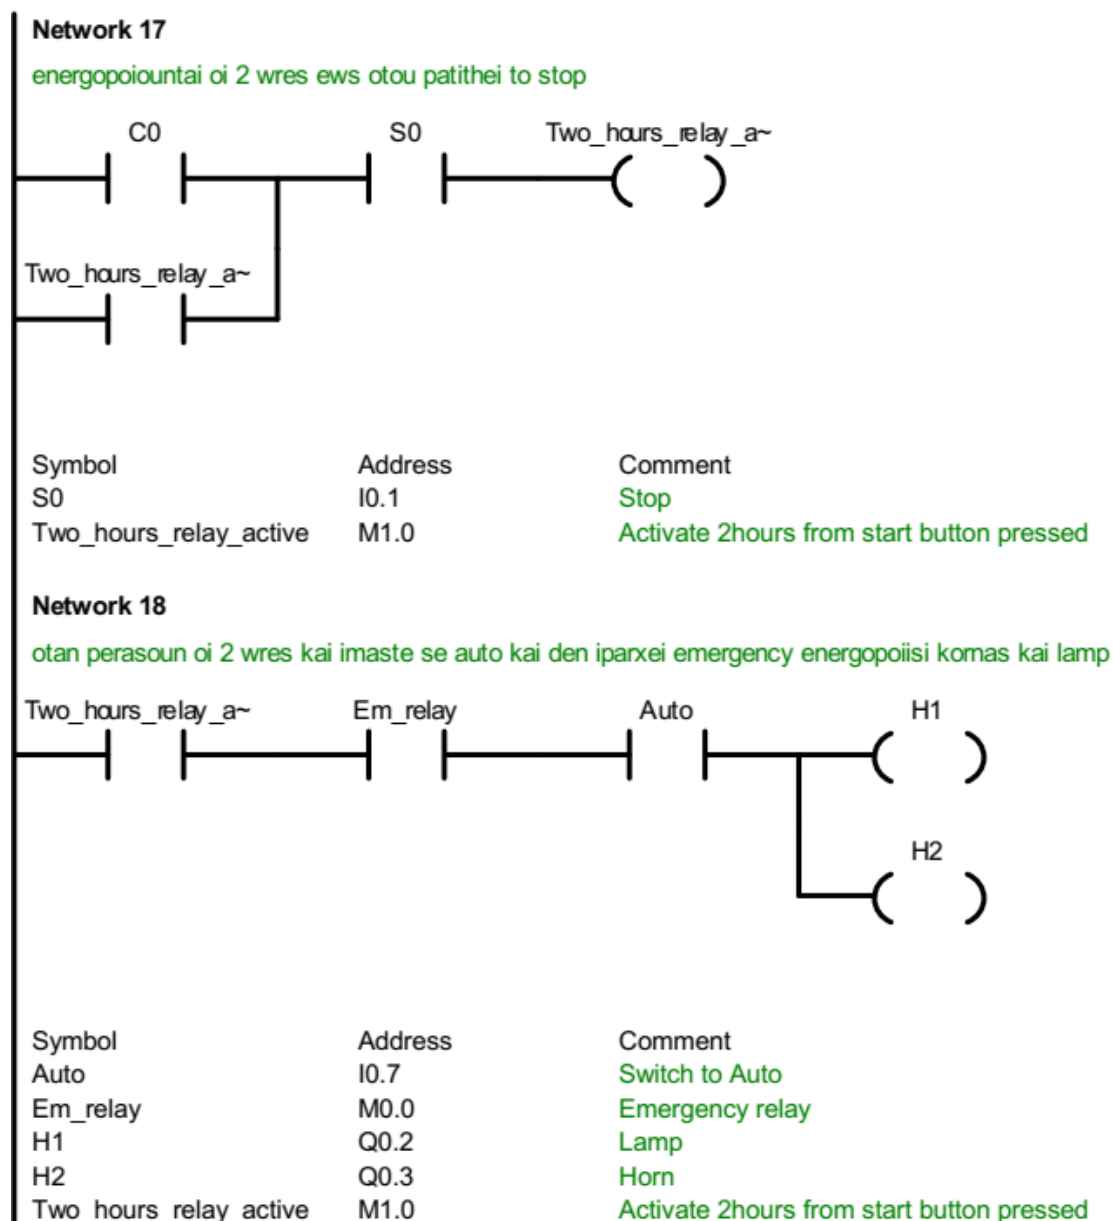 Network 17
energopoiountai oi 2 wres ews otou patithei to stop
C0 S0 Two_hours_relay_a~
Two_hours_relay_a~
Symbol Address Comment
S0 I0.1 Stop
Two_hours_relay_active M1.0 Activate 2hours from start button pressed
Network 18
otan perasoun oi 2 wres kai imaste se auto kai den iparxei emergency energopoiisi kornas kai lamp
Two_hours_relay_a~ Em_relay Auto H1
H2
Symbol Address Comment
Auto I0.7 Switch to Auto
Em_relay M0.0 Emergency relay
H1 Q0.2 Lamp
H2 Q0.3 Horn
Two_hours_relay_active M1.0 Activate 2hours from start button pressed